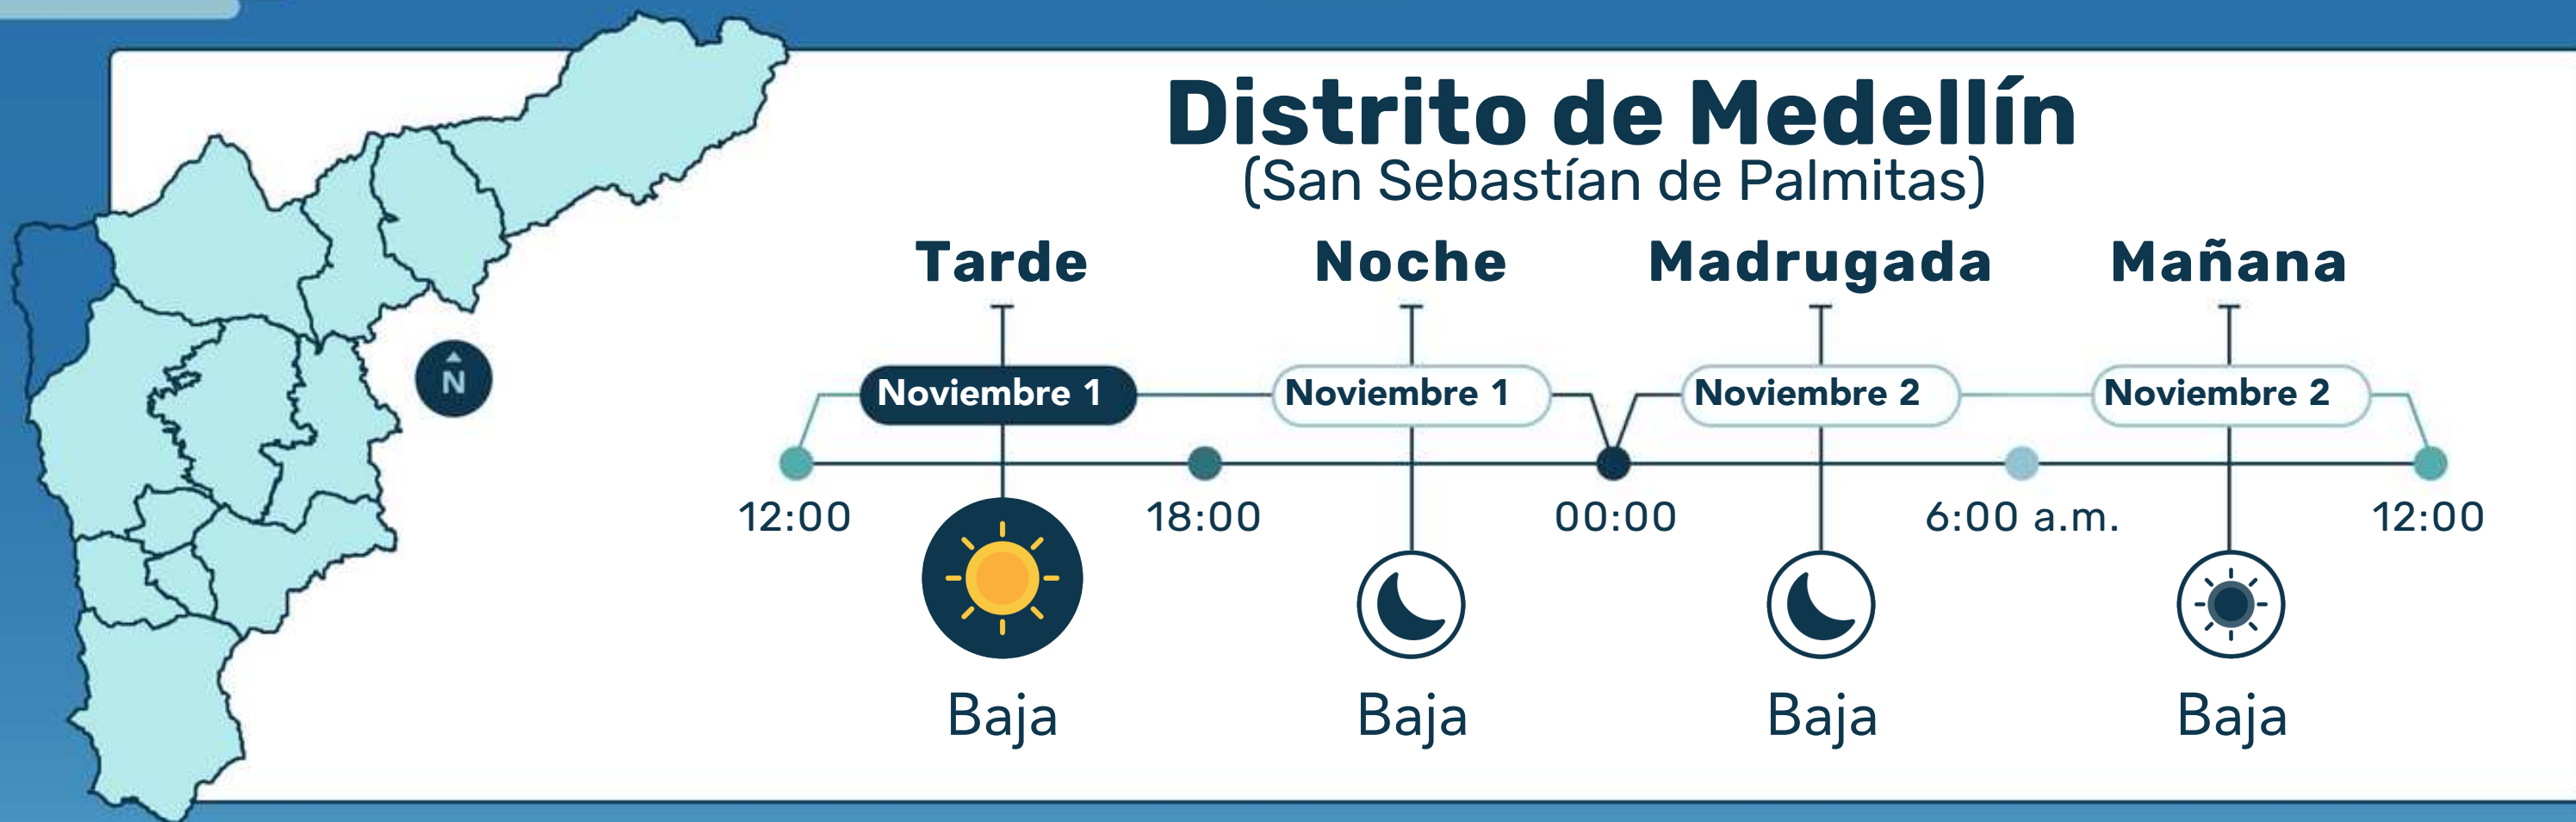 Distrito de Medellín
(San Sebastían de Palmitas)
Tarde Noche Madrugada Mañana
N
Noviembre 1 Noviembre 1 Noviembre 2 Noviembre 2
12:00 18:00 00:00 6:00 a.m. 12:00
Baja Baja Baja Baja